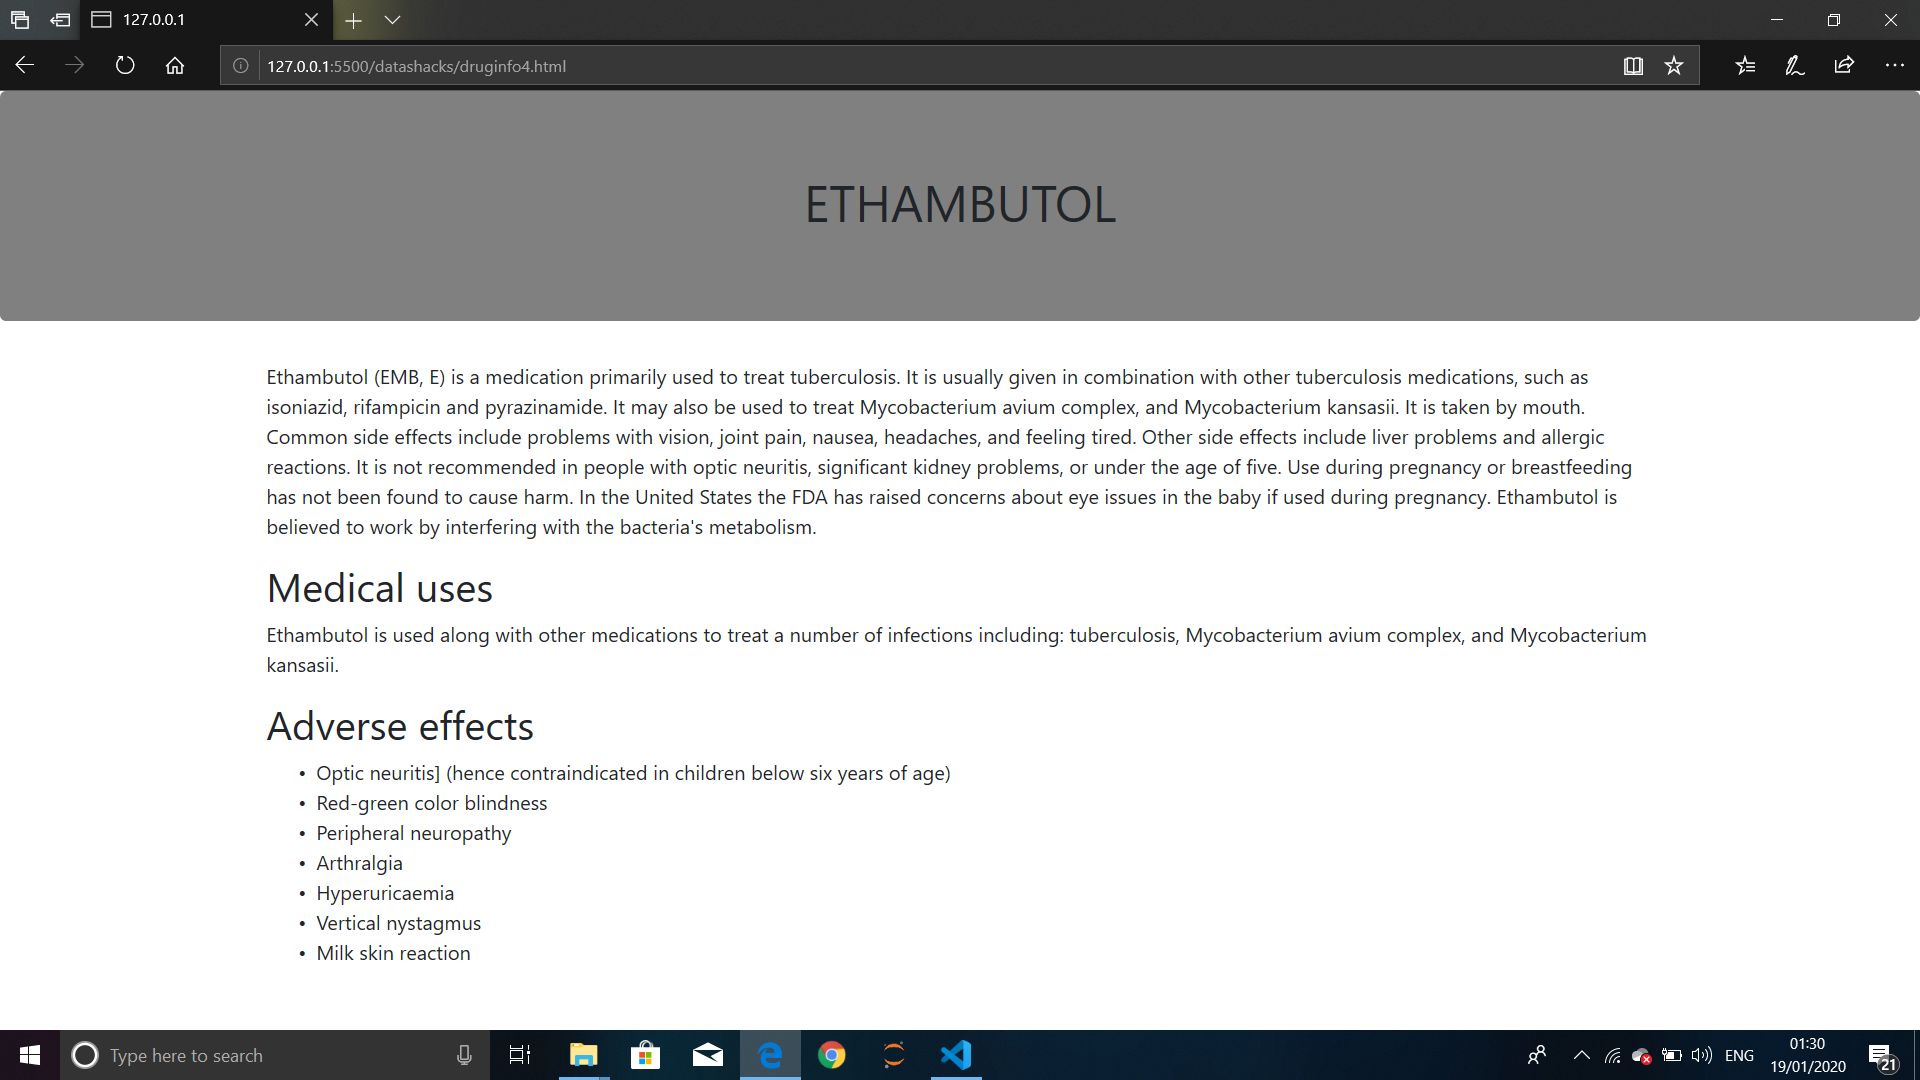 127.0.0.1
127.0.0.1:5500/datashacks/druginfo4.html
ETHAMBUTOL
Ethambutol (EMB, E) is a medication primarily used to treat tuberculosis. It is usually given in combination with other tuberculosis medications, such as
isoniazid, rifampicin and pyrazinamide. It may also be used to treat Mycobacterium avium complex, and Mycobacterium kansasii. It is taken by mouth.
Common side effects include problems with vision, joint pain, nausea, headaches, and feeling tired. Other side effects include liver problems and allergic
reactions. It is not recommended in people with optic neuritis, significant kidney problems, or under the age of five. Use during pregnancy or breastfeeding
has not been found to cause harm. In the United States the FDA has raised concerns about eye issues in the baby if used during pregnancy. Ethambutol is
believed to work by interfering with the bacteria's metabolism.
Medical uses
Ethambutol is used along with other medications to treat a number of infections including: tuberculosis, Mycobacterium avium complex, and Mycobacterium
kansasii.
Adverse effects
• Optic neuritis] (hence contraindicated in children below six years of age)
• Red-green color blindness
• Peripheral neuropathy
• Arthralgia
• Hyperuricaemia
• Vertical nystagmus
• Milk skin reaction
Type here to search
ENG
01:30
19/01/2020
21